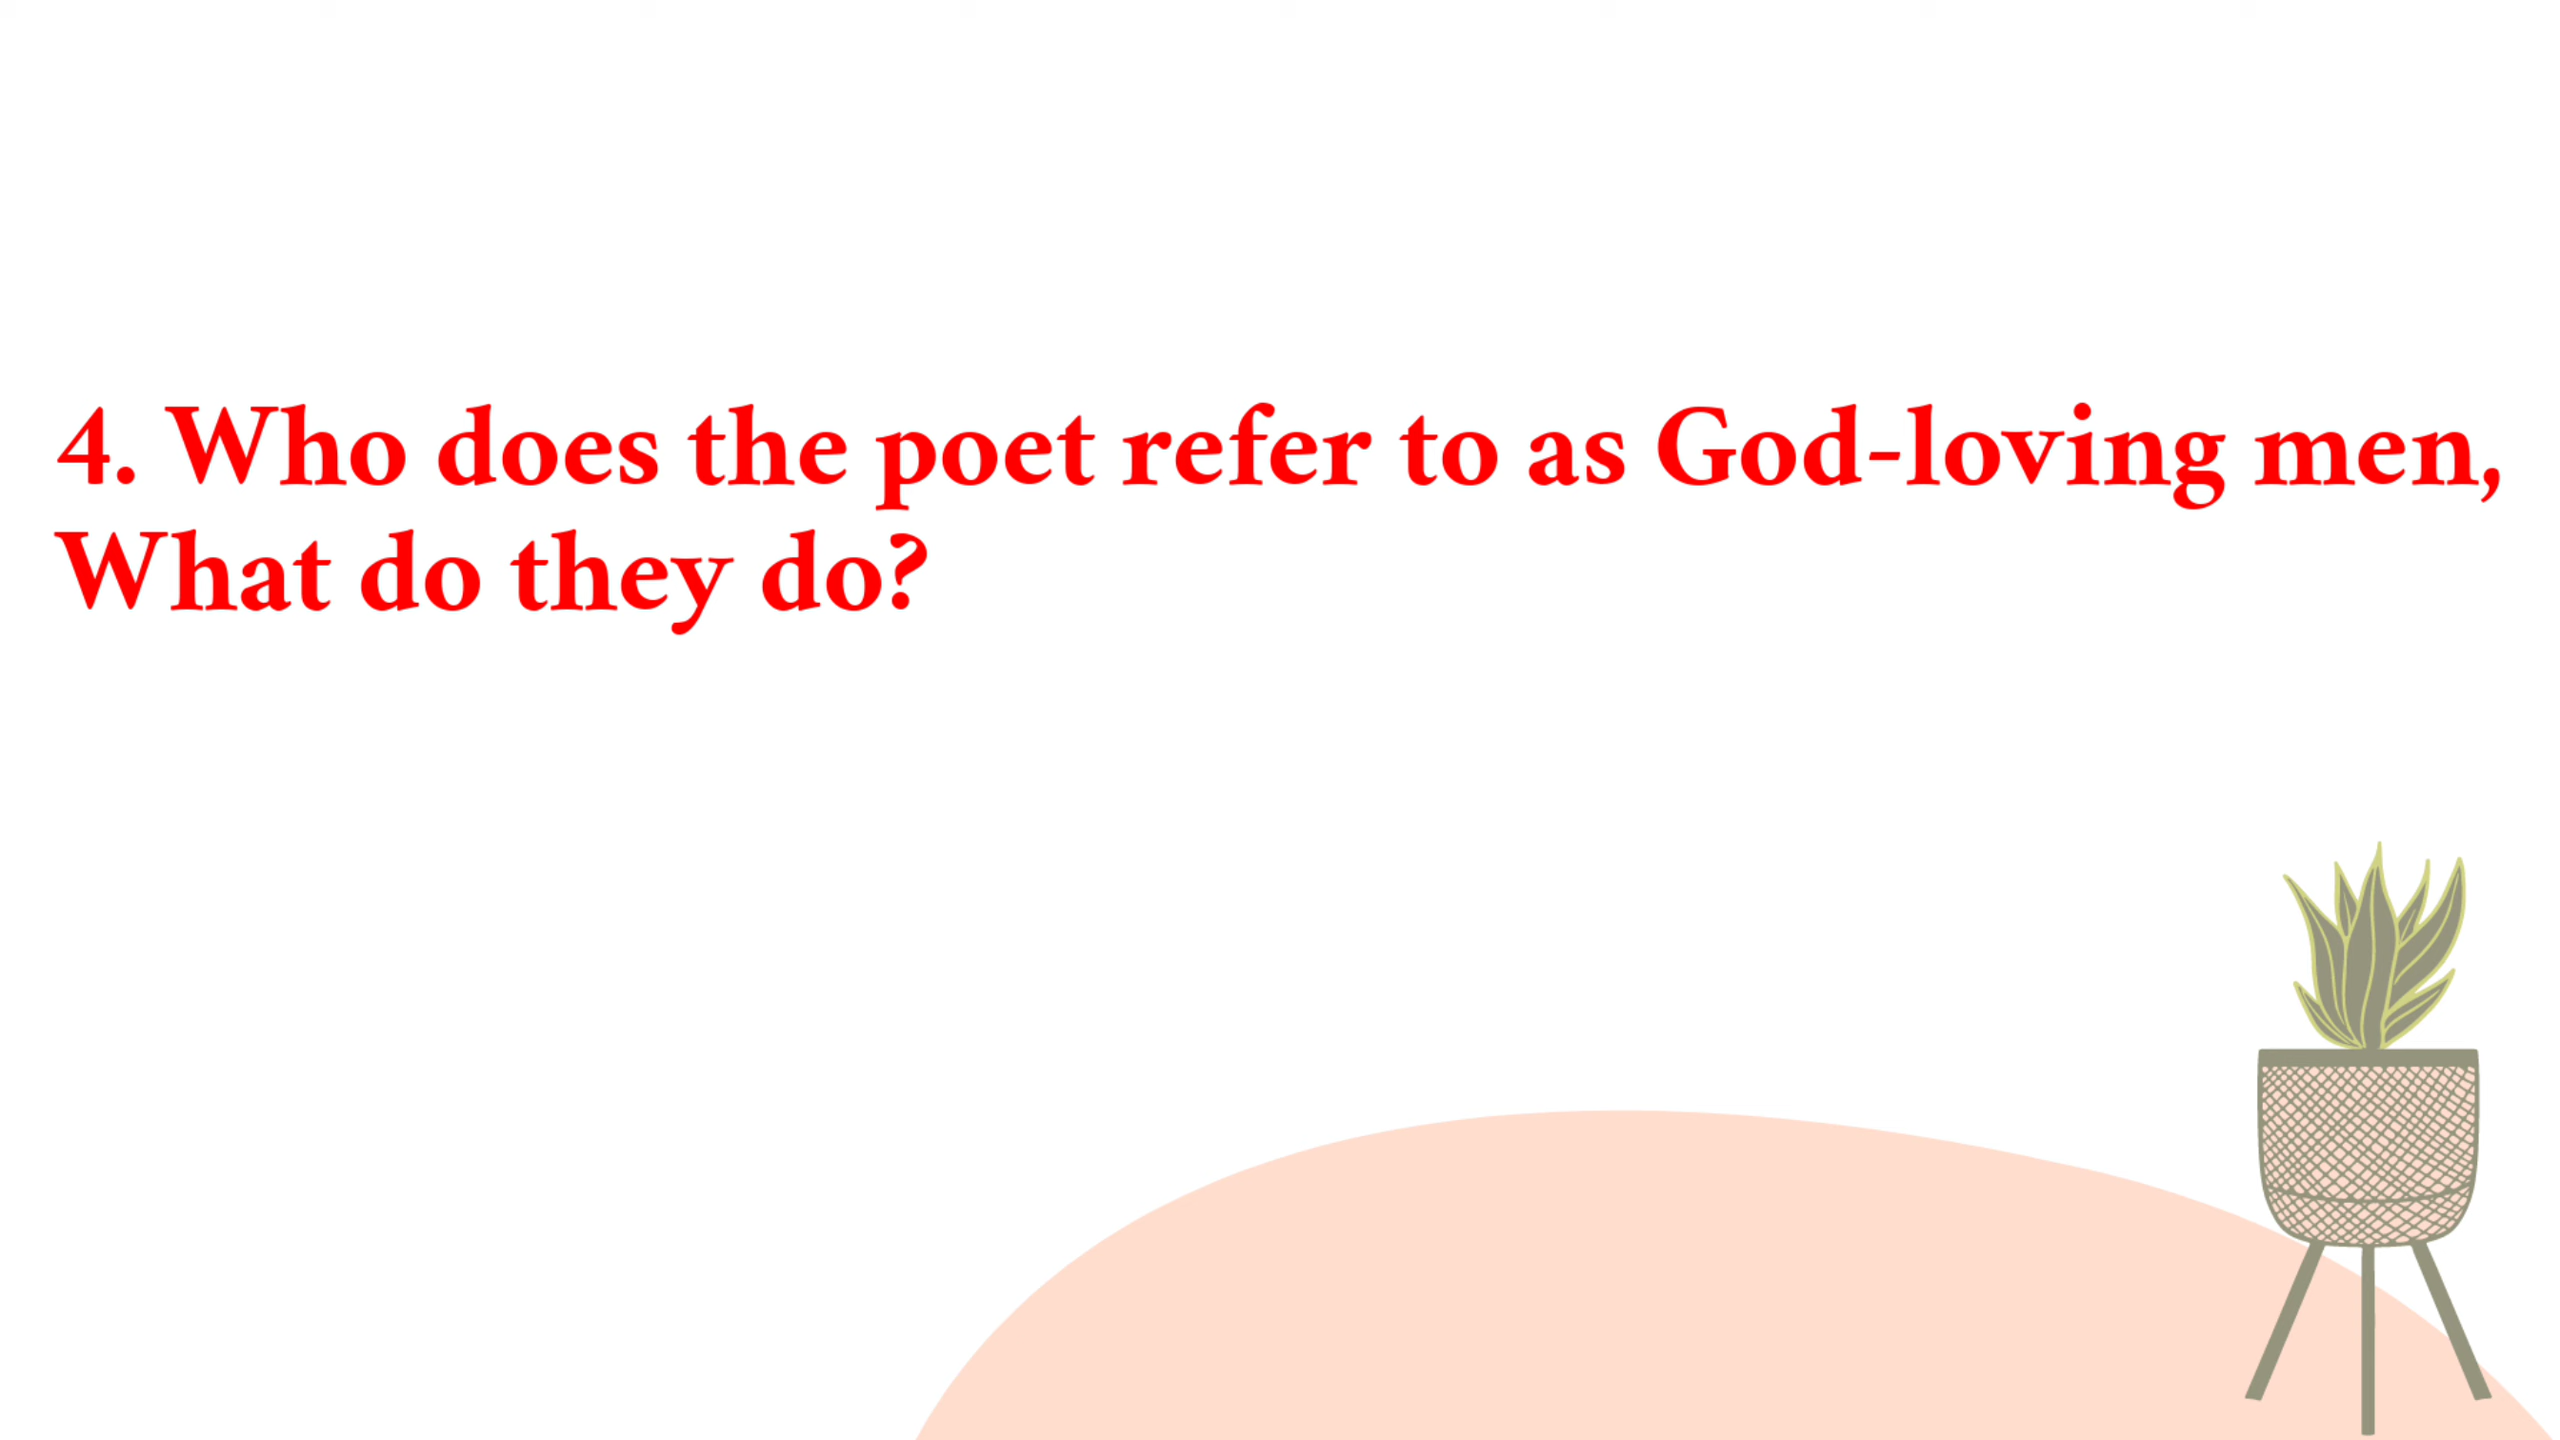 4. Who does the poet refer to as God-loving men,
What do they do?